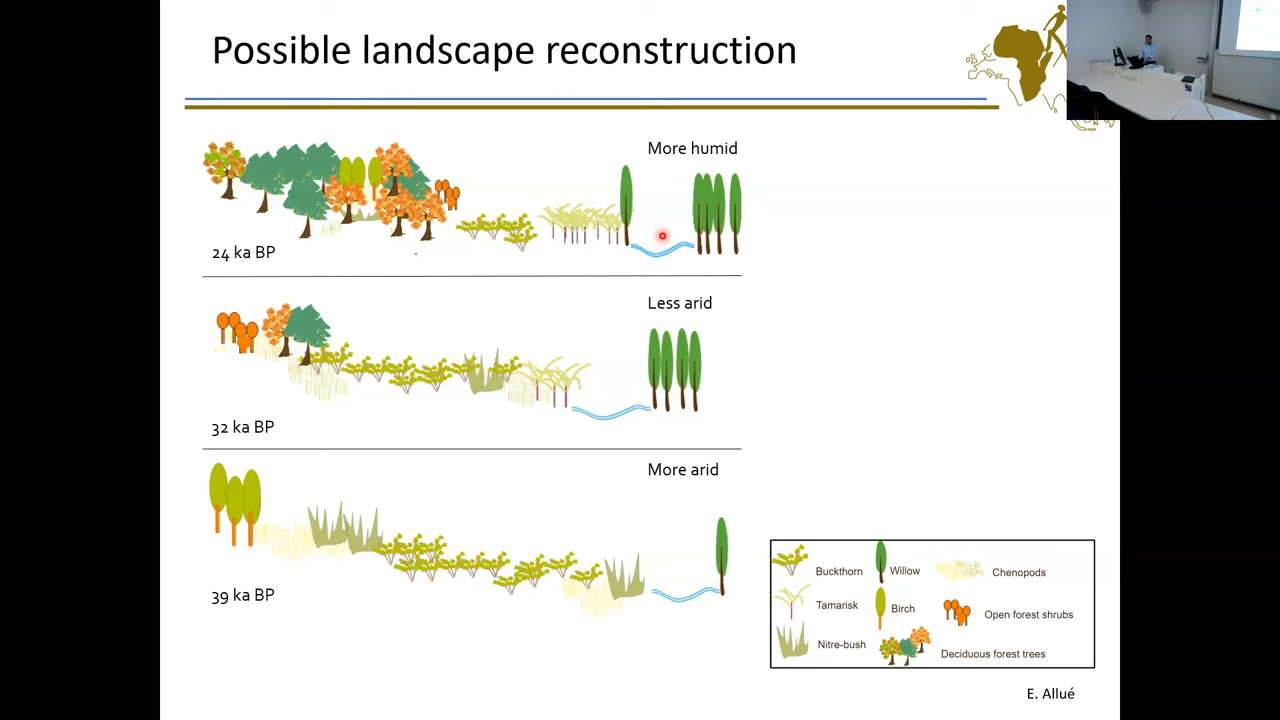 Possible landscape reconstruction
More humid
24 ka BP
Less arid
32 ka BP
More arid
39 ka BP
Buckthorn
Willow
Chenopods
Tamarisk
Birch
Open forest shrubs
Nitre-bush
Deciduous forest trees
E. Allué